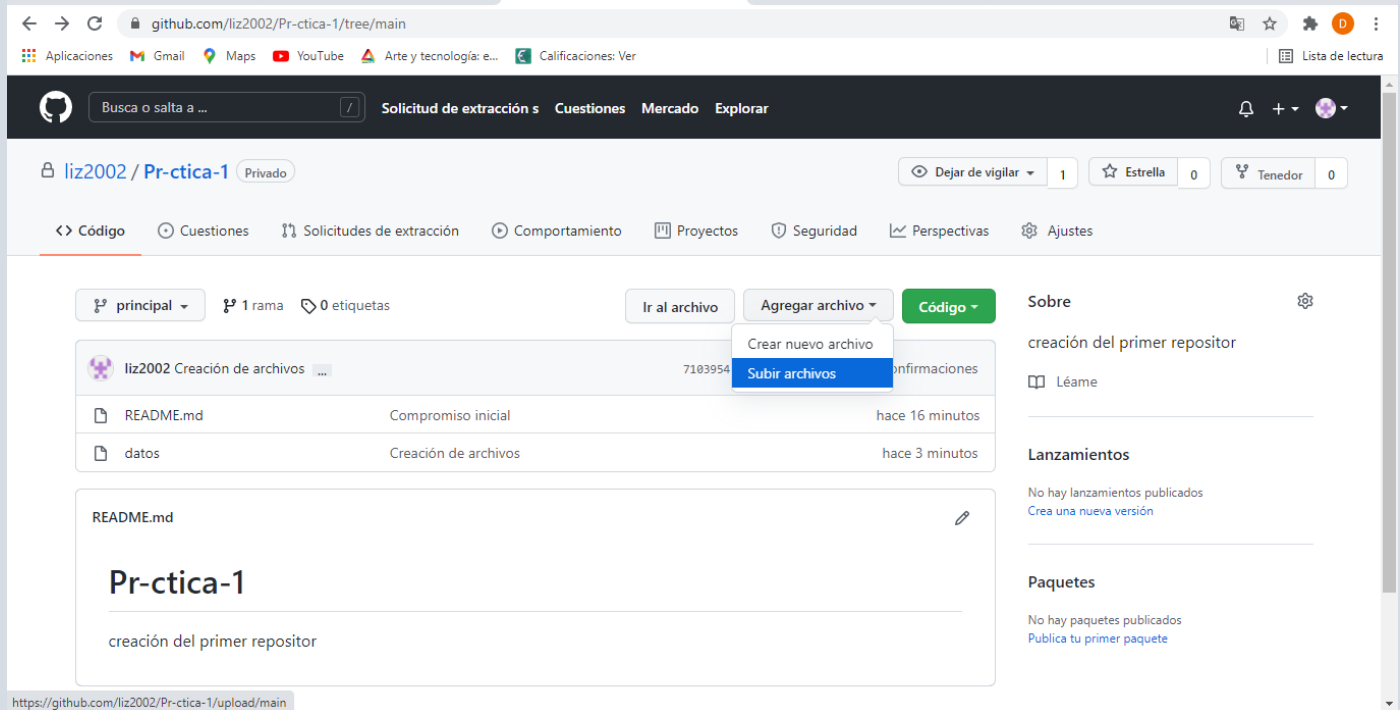 github.com/liz2002/Pr-ctica-1/tree/main
D
Aplicaciones Gmail Maps YouTube Arte y tecnología: e... Calificaciones: Ver Lista de lectura
Busca o salta a ... / Solicitud de extracción s Cuestiones Mercado Explorar
liz2002 / Pr-ctica-1 Privado Dejar de vigilar 1 Estrella 0 Tenedor 0
Código Cuestiones Solicitudes de extracción Comportamiento Proyectos Seguridad Perspectivas Ajustes
principal 1 rama 0 etiquetas Ir al archivo Agregar archivo Código
Crear nuevo archivo
Subir archivos
liz2002 Creación de archivos ... 7103954 onfirmaciones
README.md Compromiso inicial hace 16 minutos
datos Creación de archivos hace 3 minutos
README.md
Pr-ctica-1
creación del primer repositor
Sobre
creación del primer repositor
Léame
Lanzamientos
No hay lanzamientos publicados
Crea una nueva versión
Paquetes
No hay paquetes publicados
Publica tu primer paquete
https://github.com/liz2002/Pr-ctica-1/upload/main